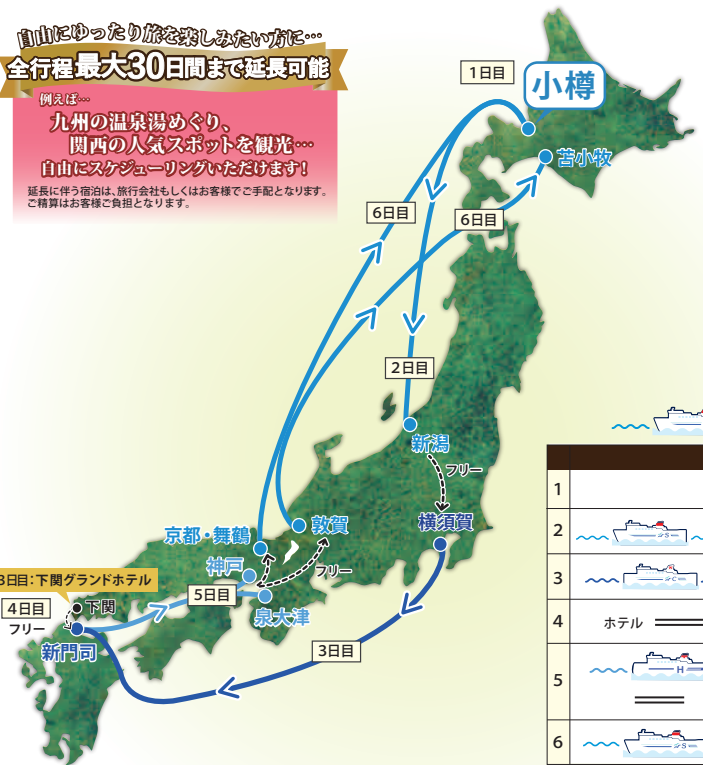 自由にゆったり旅を楽しみたい方に…
全行程最大30日間まで延長可能
例えば…
九州の温泉湯めぐり、
関西の人気スポットを観光…
自由にスケジューリングいただけます！
延長に伴う宿泊は、旅行会社もしくはお客様でご手配となります。
ご精算はお客様ご負担となります。
1日目
小樽
苫小牧
6日目
6日目
2日目
新潟
フリー
横須賀
京都・舞鶴
敦賀
神戸
フリー
3日目：下関グランドホテル
5日目
4日目
下関
泉大津
フリー
新門司
3日目
1
2
S
3
C
4
ホテル
5
H
6
S